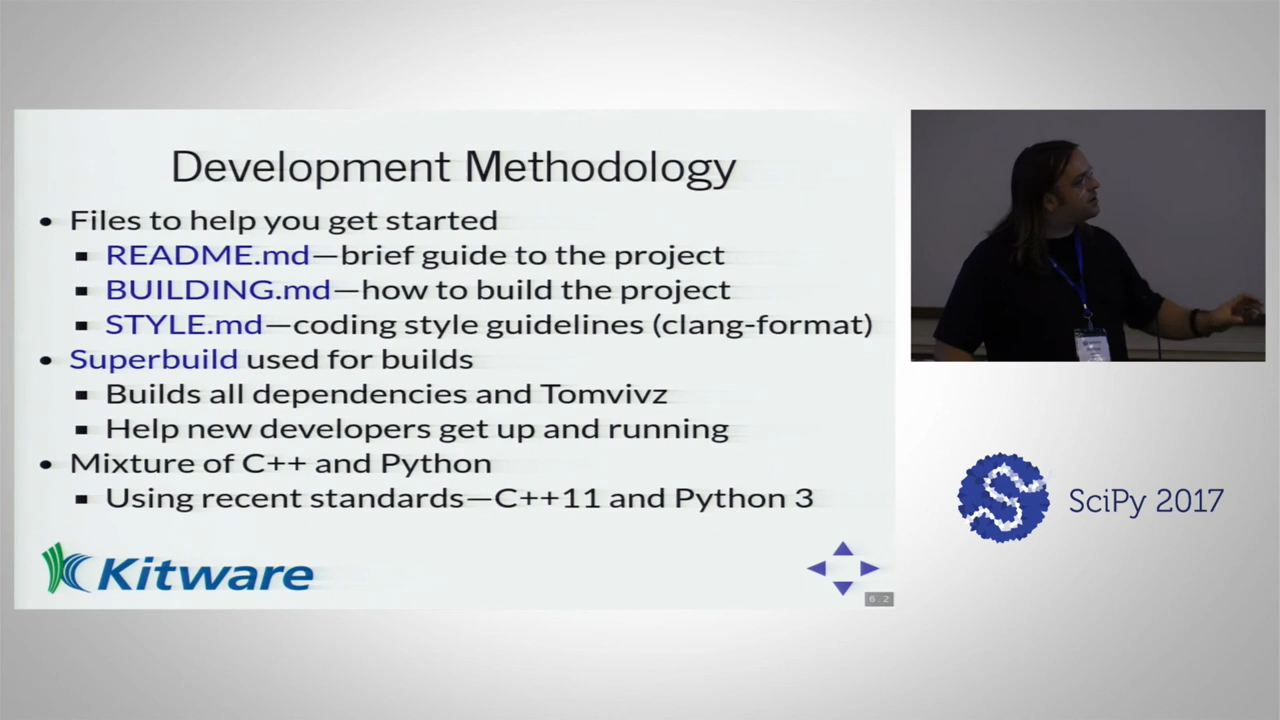 Development Methodology
• Files to help you get started
▪ README.md—brief guide to the project
▪ BUILDING.md—how to build the project
▪ STYLE.md—coding style guidelines (clang-format)
• Superbuild used for builds
▪ Builds all dependencies and Tomvivz
▪ Help new developers get up and running
• Mixture of C++ and Python
▪ Using recent standards—C++11 and Python 3
Kitware
6.2
SciPy 2017